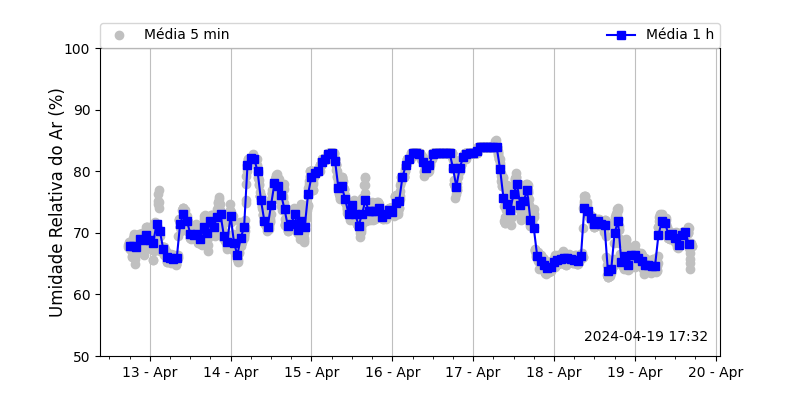 Média 5 min
Média 1 h
Umidade Relativa do Ar (%)
100
90
80
70
60
50
2024-04-19 17:32
13 - Apr
14 - Apr
15 - Apr
16 - Apr
17 - Apr
18 - Apr
19 - Apr
20 - Apr